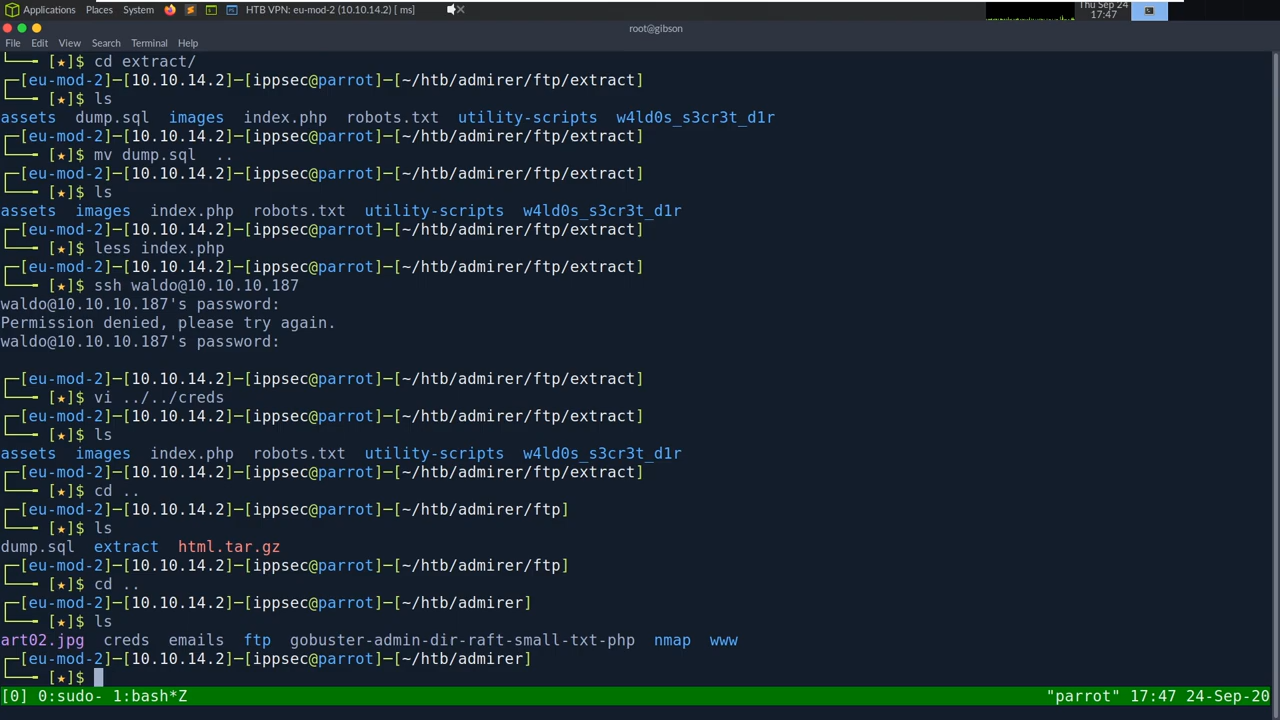 Applications Places System HTB VPN: eu-mod-2 (10.10.14.2) [ ms] Thu Sep 24
17:47
root@gibson
File Edit View Search Terminal Help
└──╼ [★]$ cd extract/
┌─[eu-mod-2]─[10.10.14.2]─[ippsec@parrot]─[~/htb/admirer/ftp/extract]
└──╼ [★]$ ls
assets dump.sql images index.php robots.txt utility-scripts w4ld0s_s3cr3t_d1r
┌─[eu-mod-2]─[10.10.14.2]─[ippsec@parrot]─[~/htb/admirer/ftp/extract]
└──╼ [★]$ mv dump.sql ..
┌─[eu-mod-2]─[10.10.14.2]─[ippsec@parrot]─[~/htb/admirer/ftp/extract]
└──╼ [★]$ ls
assets images index.php robots.txt utility-scripts w4ld0s_s3cr3t_d1r
┌─[eu-mod-2]─[10.10.14.2]─[ippsec@parrot]─[~/htb/admirer/ftp/extract]
└──╼ [★]$ less index.php
┌─[eu-mod-2]─[10.10.14.2]─[ippsec@parrot]─[~/htb/admirer/ftp/extract]
└──╼ [★]$ ssh waldo@10.10.10.187
waldo@10.10.10.187's password:
Permission denied, please try again.
waldo@10.10.10.187's password:
┌─[eu-mod-2]─[10.10.14.2]─[ippsec@parrot]─[~/htb/admirer/ftp/extract]
└──╼ [★]$ vi ../../creds
┌─[eu-mod-2]─[10.10.14.2]─[ippsec@parrot]─[~/htb/admirer/ftp/extract]
└──╼ [★]$ ls
assets images index.php robots.txt utility-scripts w4ld0s_s3cr3t_d1r
┌─[eu-mod-2]─[10.10.14.2]─[ippsec@parrot]─[~/htb/admirer/ftp/extract]
└──╼ [★]$ cd ..
┌─[eu-mod-2]─[10.10.14.2]─[ippsec@parrot]─[~/htb/admirer/ftp]
└──╼ [★]$ ls
dump.sql extract html.tar.gz
┌─[eu-mod-2]─[10.10.14.2]─[ippsec@parrot]─[~/htb/admirer/ftp]
└──╼ [★]$ cd ..
┌─[eu-mod-2]─[10.10.14.2]─[ippsec@parrot]─[~/htb/admirer]
└──╼ [★]$ ls
art02.jpg creds emails ftp gobuster-admin-dir-raft-small-txt-php nmap www
┌─[eu-mod-2]─[10.10.14.2]─[ippsec@parrot]─[~/htb/admirer]
└──╼ [★]$
[0] 0:sudo- 1:bash*Z "parrot" 17:47 24-Sep-20